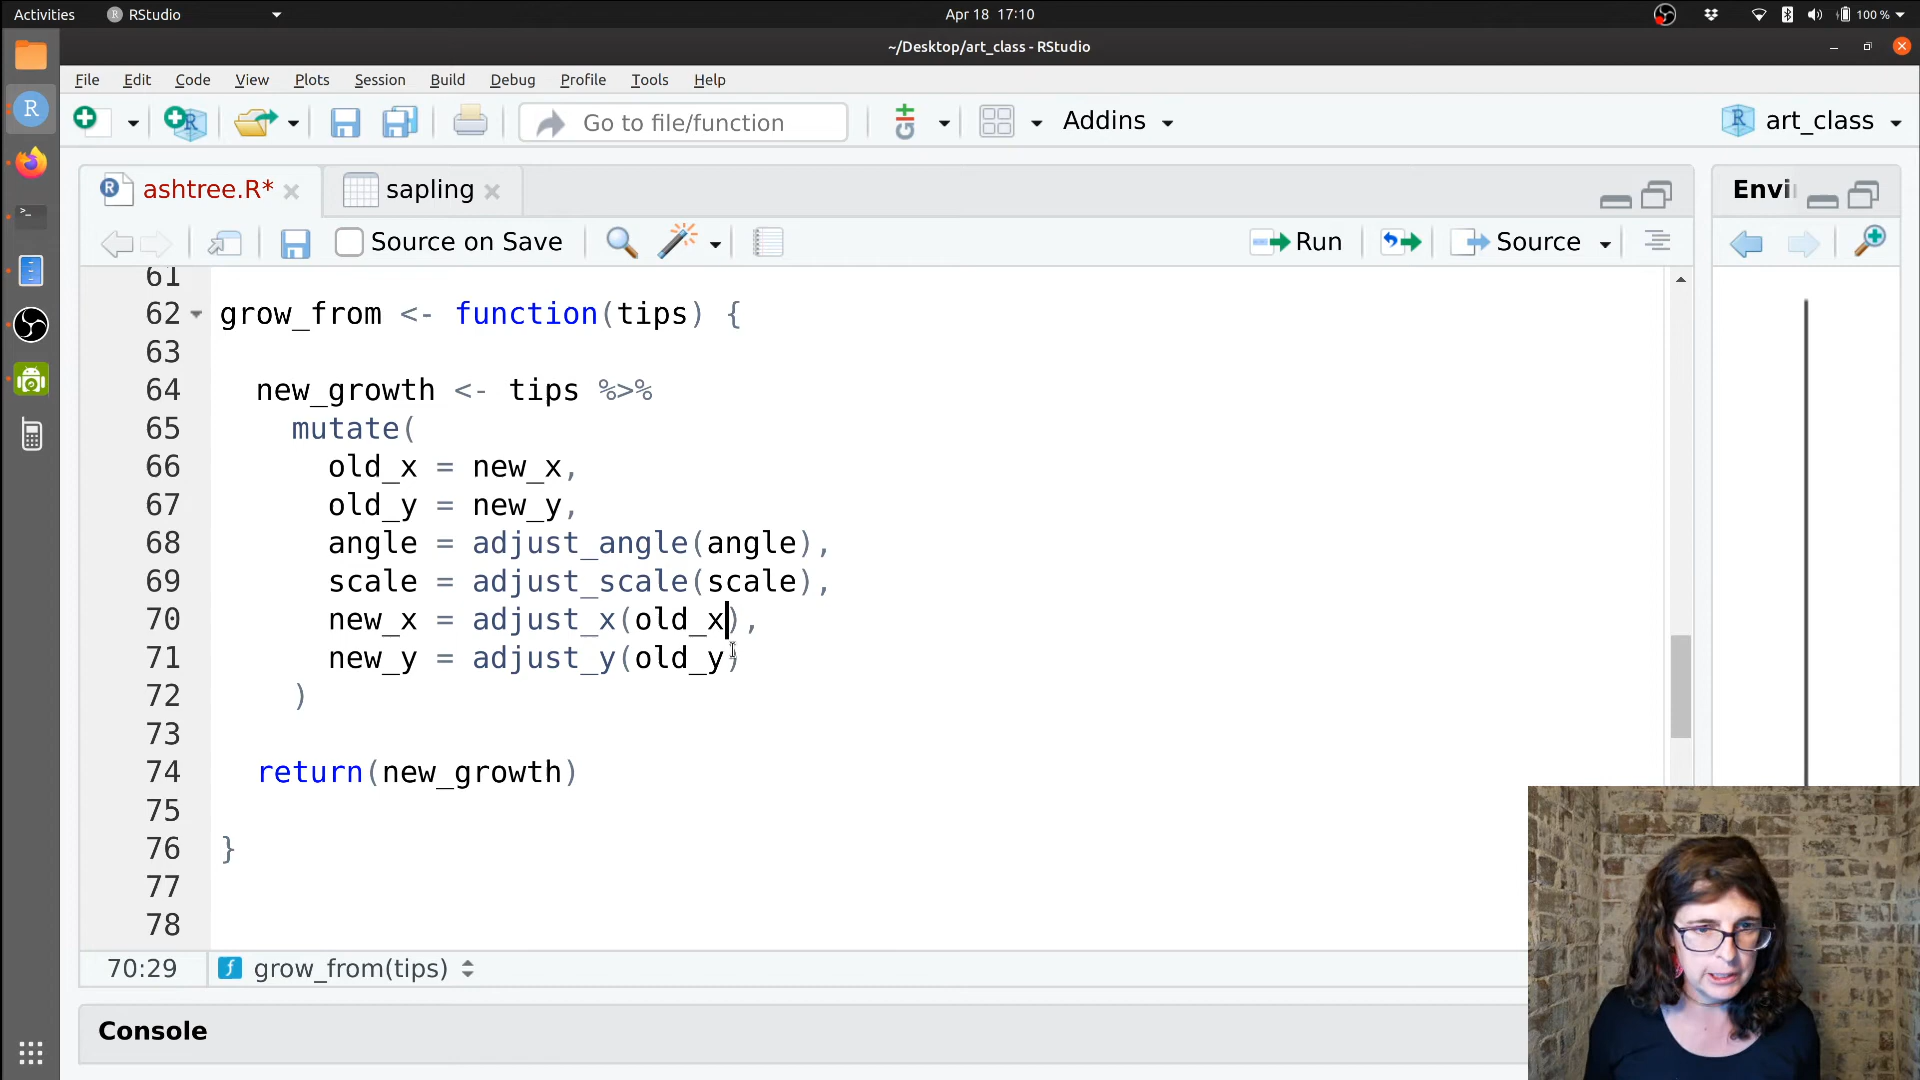 Activities RStudio Apr 18 17:10 100 %
~/Desktop/art_class - RStudio
File Edit Code View Plots Session Build Debug Profile Tools Help
Go to file/function Addins art_class
ashtree.R* sapling Envi
Source on Save Run Source
61
62 grow_from <- function(tips) {
63
64 new_growth <- tips %>%
65 mutate(
66 old_x = new_x,
67 old_y = new_y,
68 angle = adjust_angle(angle),
69 scale = adjust_scale(scale),
70 new_x = adjust_x(old_x),
71 new_y = adjust_y(old_y)
72 )
73
74 return(new_growth)
75
76 }
77
78
70:29 grow_from(tips)
Console